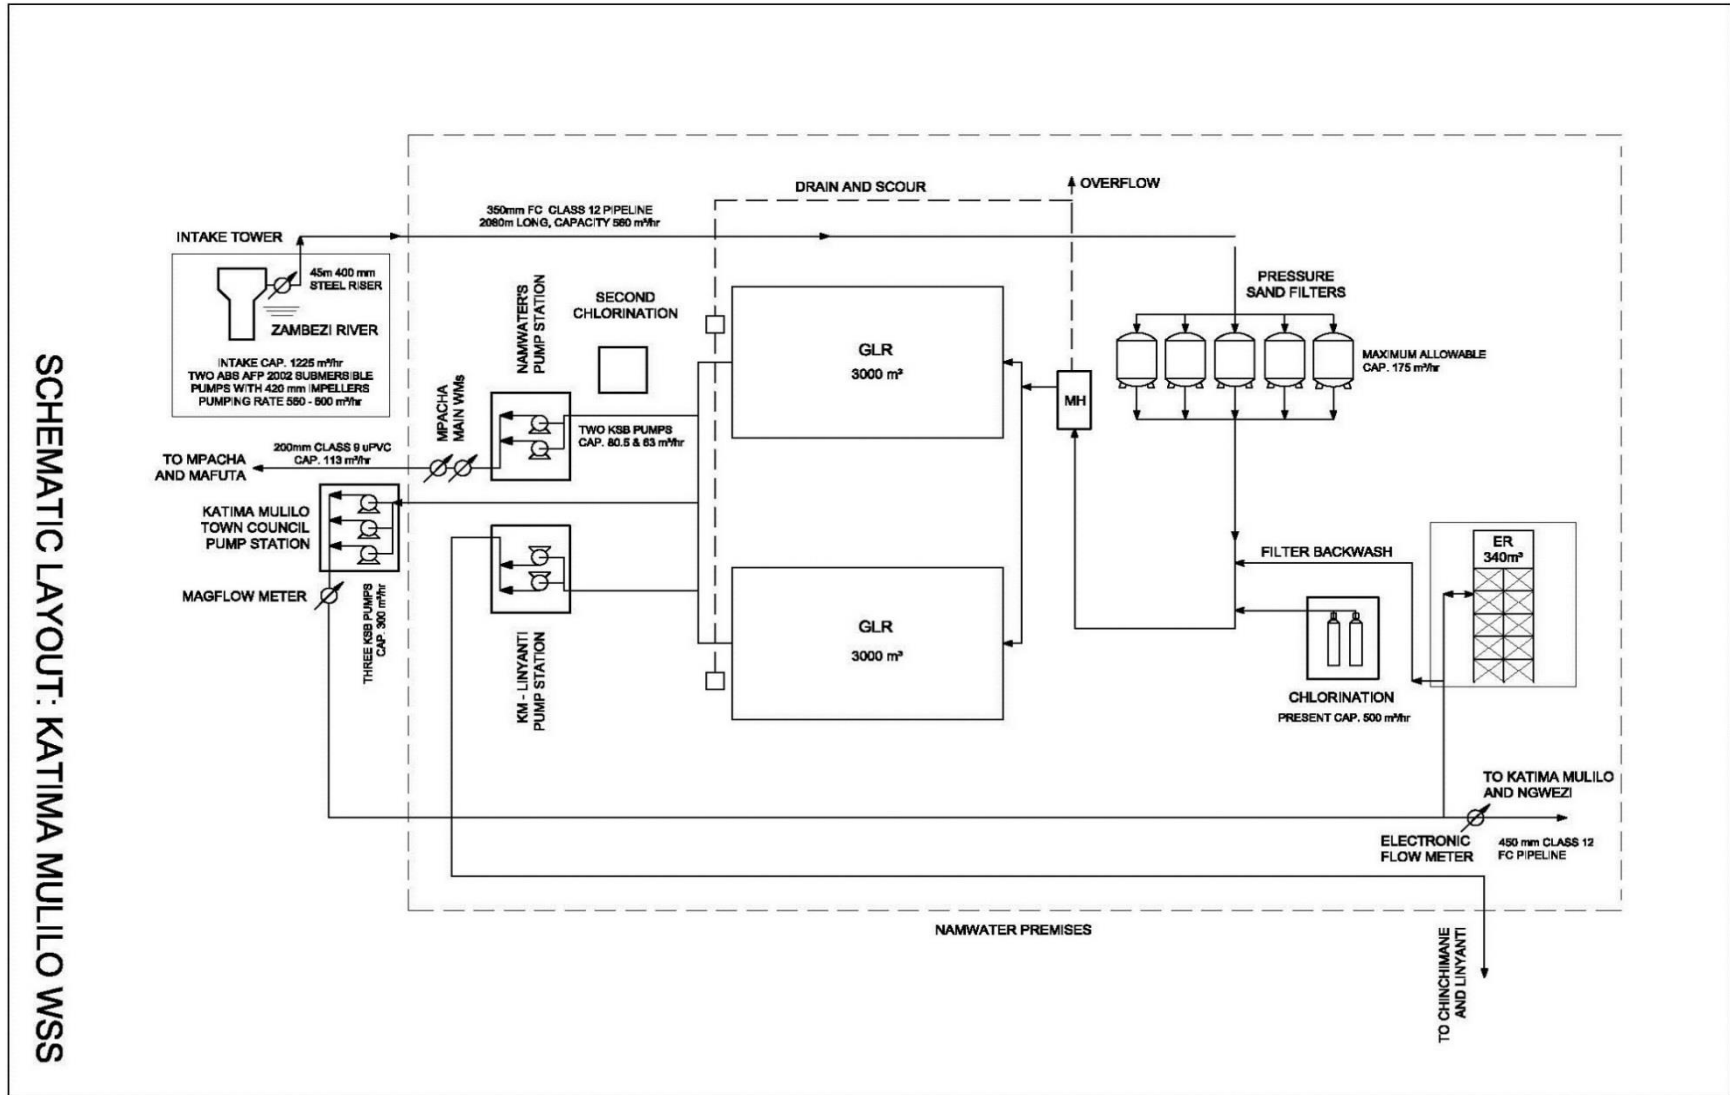 SCHEMATIC LAYOUT: KATIMA MULILO WSS
DRAIN AND SCOUR
OVERFLOW
350mm FC CLASS 12 PIPELINE
2080m LONG, CAPACITY 560 m³/hr
INTAKE TOWER
45m 400 mm
STEEL RISER
ZAMBEZI RIVER
INTAKE CAP. 1225 m³/hr
TWO ABS AFP 2002 SUBMERSIBLE
PUMPS WITH 420 mm IMPELLERS
PUMPING RATE 550 - 600 m³/hr
NAMWATER'S
PUMP STATION
SECOND
CHLORINATION
PRESSURE
SAND FILTERS
MAXIMUM ALLOWABLE
CAP. 175 m³/hr
GLR
3000 m³
MH
MPACHA
MAIN WMs
TWO KSB PUMPS
CAP. 80.5 & 63 m³/hr
200mm CLASS 9 uPVC
CAP. 113 m³/hr
TO MPACHA
AND MAFUTA
KATIMA MULILO
TOWN COUNCIL
PUMP STATION
MAGFLOW METER
THREE KSB PUMPS
CAP. 300 m³/hr
KM - LINYANTI
PUMP STATION
GLR
3000 m³
FILTER BACKWASH
ER
340m³
CHLORINATION
PRESENT CAP. 500 m³/hr
TO KATIMA MULILO
AND NGWEZI
ELECTRONIC
FLOW METER
450 mm CLASS 12
FC PIPELINE
NAMWATER PREMISES
TO CHINCHIMANE
AND LINYANTI